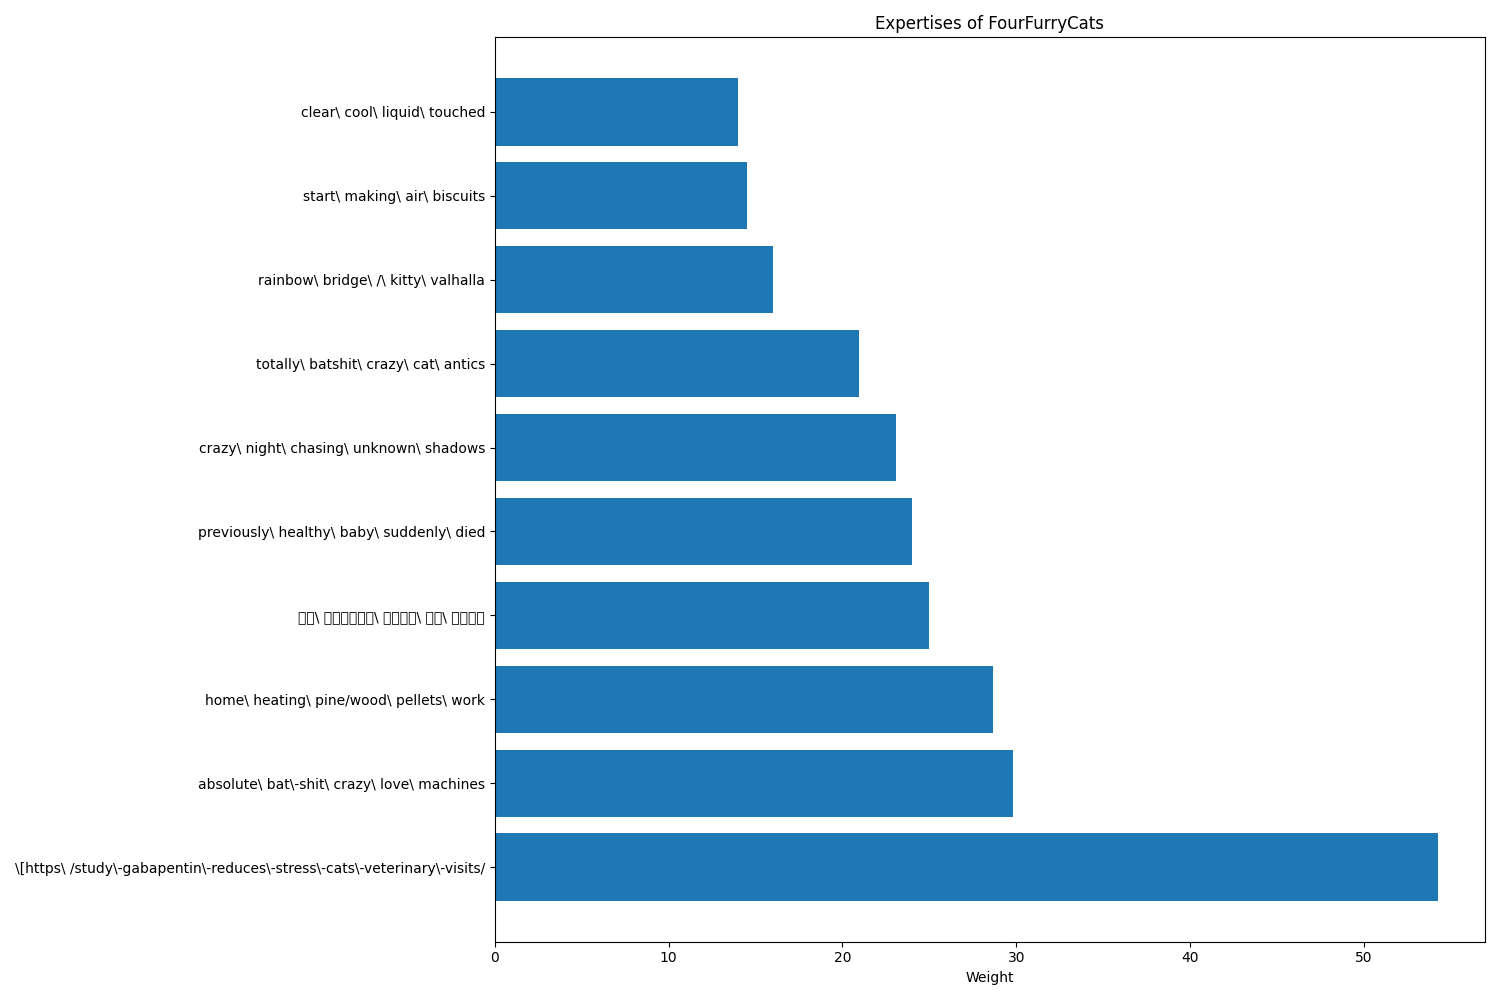 Expertises of FourFurryCats
clear\ cool\ liquid\ touched
start\ making\ air\ biscuits
rainbow\ bridge\ /\ kitty\ valhalla
totally\ batshit\ crazy\ cat\ antics
crazy\ night\ chasing\ unknown\ shadows
previously\ healthy\ baby\ suddenly\ died
home\ heating\ pine/wood\ pellets\ work
absolute\ bat\-shit\ crazy\ love\ machines
\[https\ /study\-gabapentin\-reduces\-stress\-cats\-veterinary\-visits/
0 10 20 30 40 50
Weight